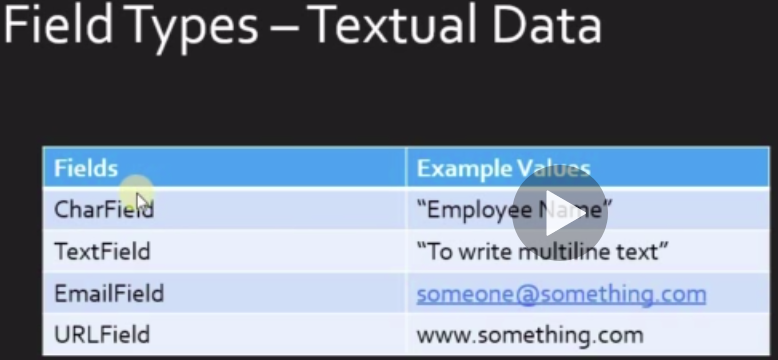 Field Types – Textual Data
Fields Example Values
CharField “Employee Name”
TextField “To write multiline text”
EmailField someone@something.com
URLField www.something.com